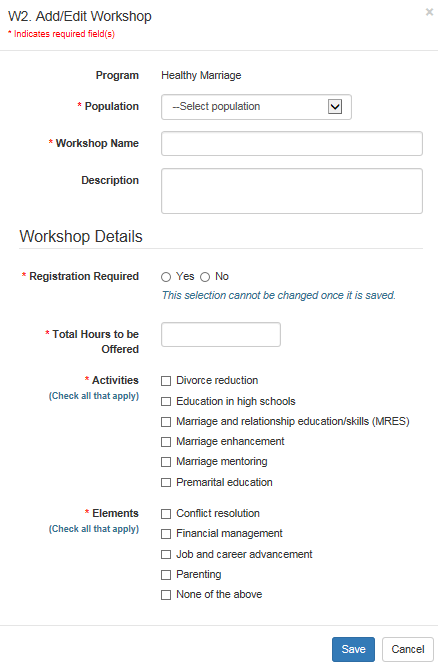 W2. Add/Edit Workshop
×
* Indicates required field(s)
Program Healthy Marriage
* Population --Select population
* Workshop Name
Description
Workshop Details
* Registration Required Yes No
This selection cannot be changed once it is saved.
* Total Hours to be
Offered
* Activities Divorce reduction
(Check all that apply) Education in high schools
Marriage and relationship education/skills (MRES)
Marriage enhancement
Marriage mentoring
Premarital education
* Elements Conflict resolution
(Check all that apply) Financial management
Job and career advancement
Parenting
None of the above
Save Cancel